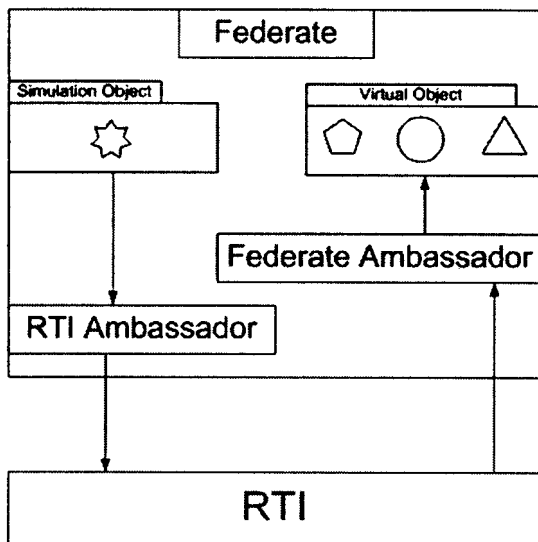 Federate
Simulation Object
Virtual Object
Federate Ambassador
RTI Ambassador
RTI